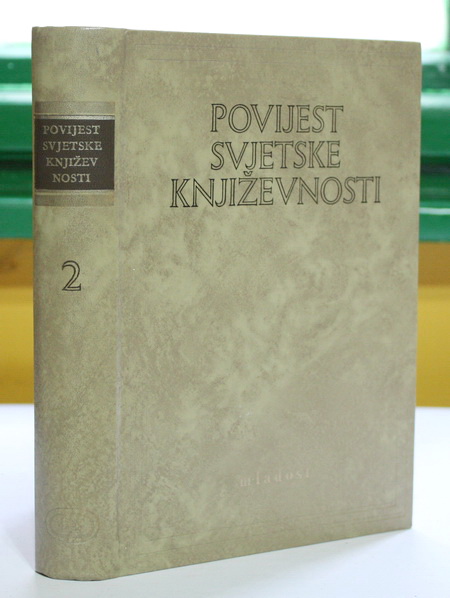 POVIJEST
SVJETSKE
KNJIŽEV
NOSTI
2
POVIJEST
SVJETSKE
KNJIŽEVNOSTI
mladost